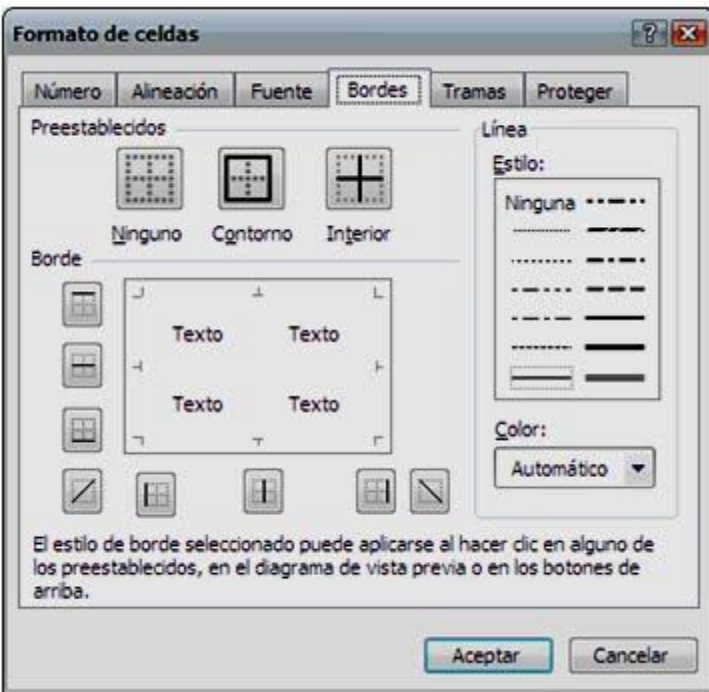 Formato de celdas
Número Alineación Fuente Bordes Tramas Proteger
Preestablecidos
Ninguno Contorno Interior
Borde
Texto Texto
Texto Texto
Línea
Estilo:
Ninguna
Color:
Automático
El estilo de borde seleccionado puede aplicarse al hacer clic en alguno de
los preestablecidos, en el diagrama de vista previa o en los botones de
arriba.
Aceptar Cancelar